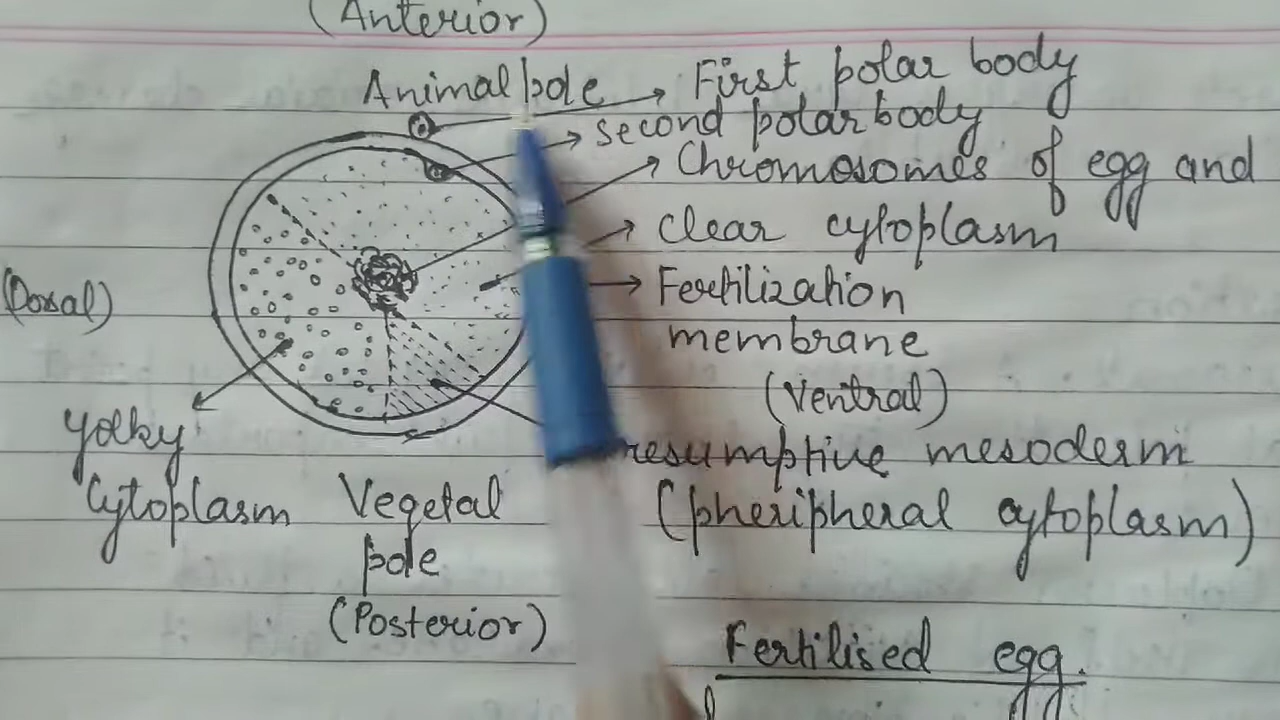 (Anterior)
Animal pole
First polar body
second polar body
Chromosomes of egg and
clear cytoplasm
(Dorsal)
Fertilization
membrane
(Ventral)
yolky
Cytoplasm
Vegetal
pole
(Posterior)
resumptive mesoderm
(pheripheral cytoplasm)
Fertilised egg.